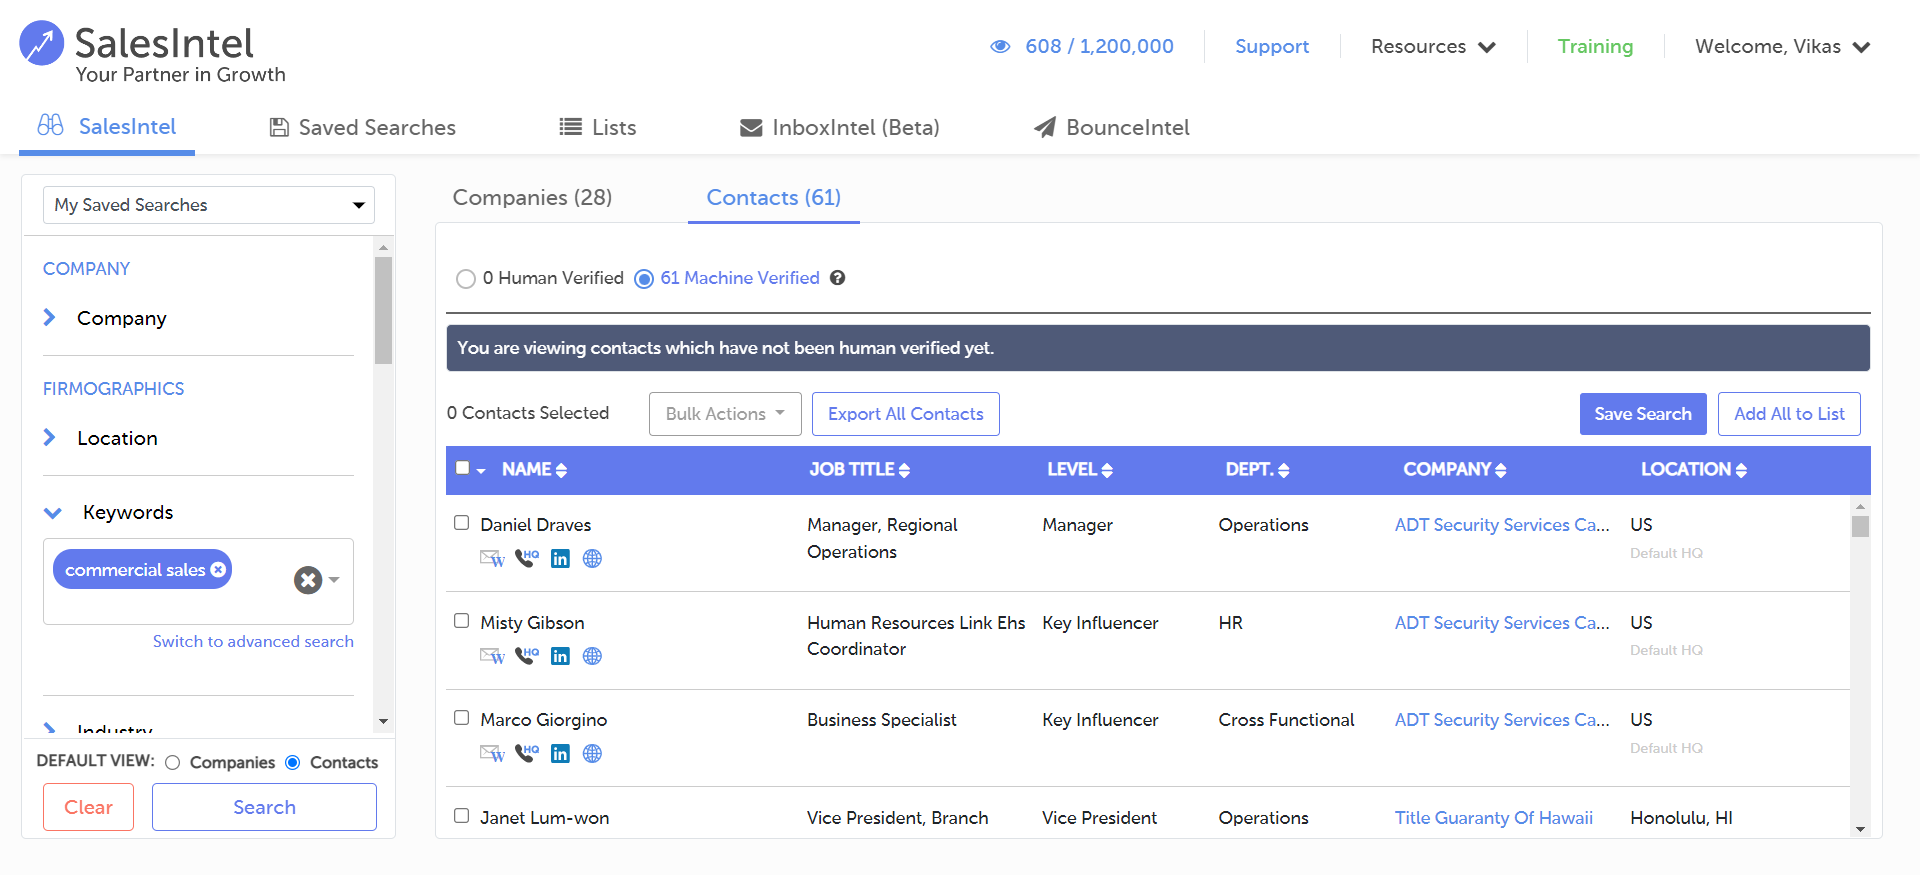 SalesIntel
Your Partner in Growth
608 / 1,200,000
Support
Resources
Training
Welcome, Vikas
SalesIntel
Saved Searches
Lists
InboxIntel (Beta)
BounceIntel
My Saved Searches
COMPANY
Company
FIRMOGRAPHICS
Location
Keywords
commercial sales
Switch to advanced search
Industry
DEFAULT VIEW: Companies Contacts
Clear
Search
Companies (28)
Contacts (61)
0 Human Verified 61 Machine Verified ?
You are viewing contacts which have not been human verified yet.
0 Contacts Selected
Bulk Actions
Export All Contacts
Save Search
Add All to List
NAME JOB TITLE LEVEL DEPT. COMPANY LOCATION
Daniel Draves Manager, Regional Manager Operations ADT Security Services Ca... US
Operations Default HQ
W HQ in
Misty Gibson Human Resources Link Ehs Key Influencer HR ADT Security Services Ca... US
Coordinator Default HQ
W HQ in
Marco Giorgino Business Specialist Key Influencer Cross Functional ADT Security Services Ca... US
Default HQ
W HQ in
Janet Lum-won Vice President, Branch Vice President Operations Title Guaranty Of Hawaii Honolulu, HI